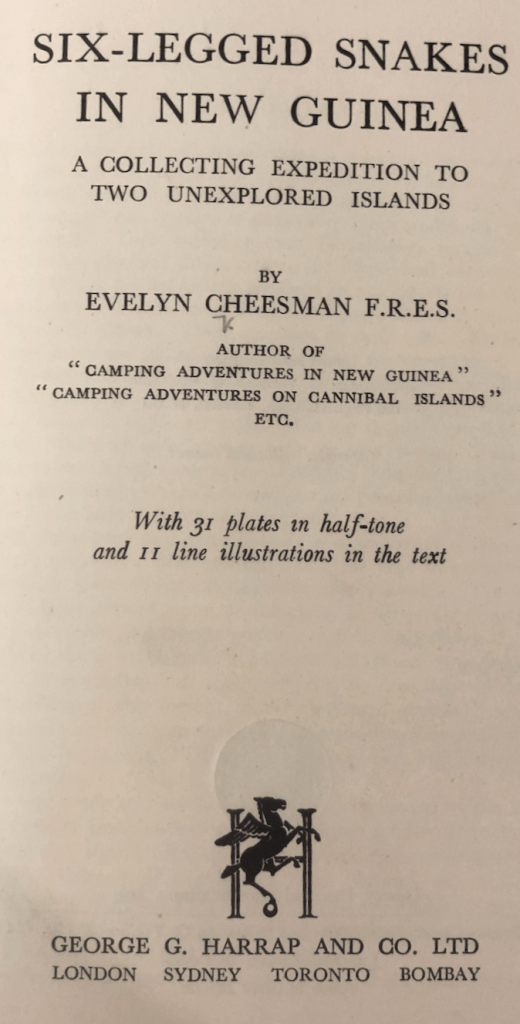 SIX-LEGGED SNAKES
IN NEW GUINEA
A COLLECTING EXPEDITION TO
TWO UNEXPLORED ISLANDS
BY
EVELYN CHEESMAN F.R.E.S.
AUTHOR OF
“CAMPING ADVENTURES IN NEW GUINEA”
“CAMPING ADVENTURES ON CANNIBAL ISLANDS”
ETC.
With 31 plates in half-tone
and 11 line illustrations in the text
H
GEORGE G. HARRAP AND CO. LTD
LONDON SYDNEY TORONTO BOMBAY